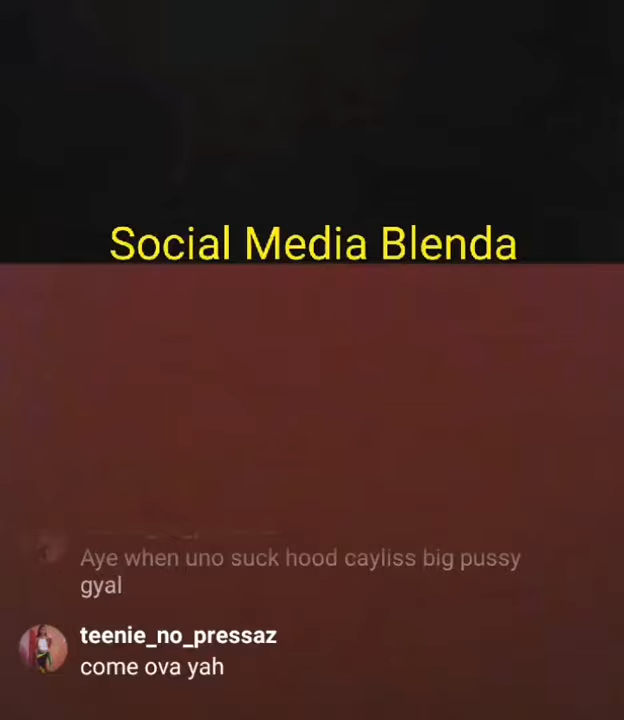 Social Media Blenda
Aye when uno suck hood cayliss big pussy
gyal
teenie_no_pressaz
come ova yah